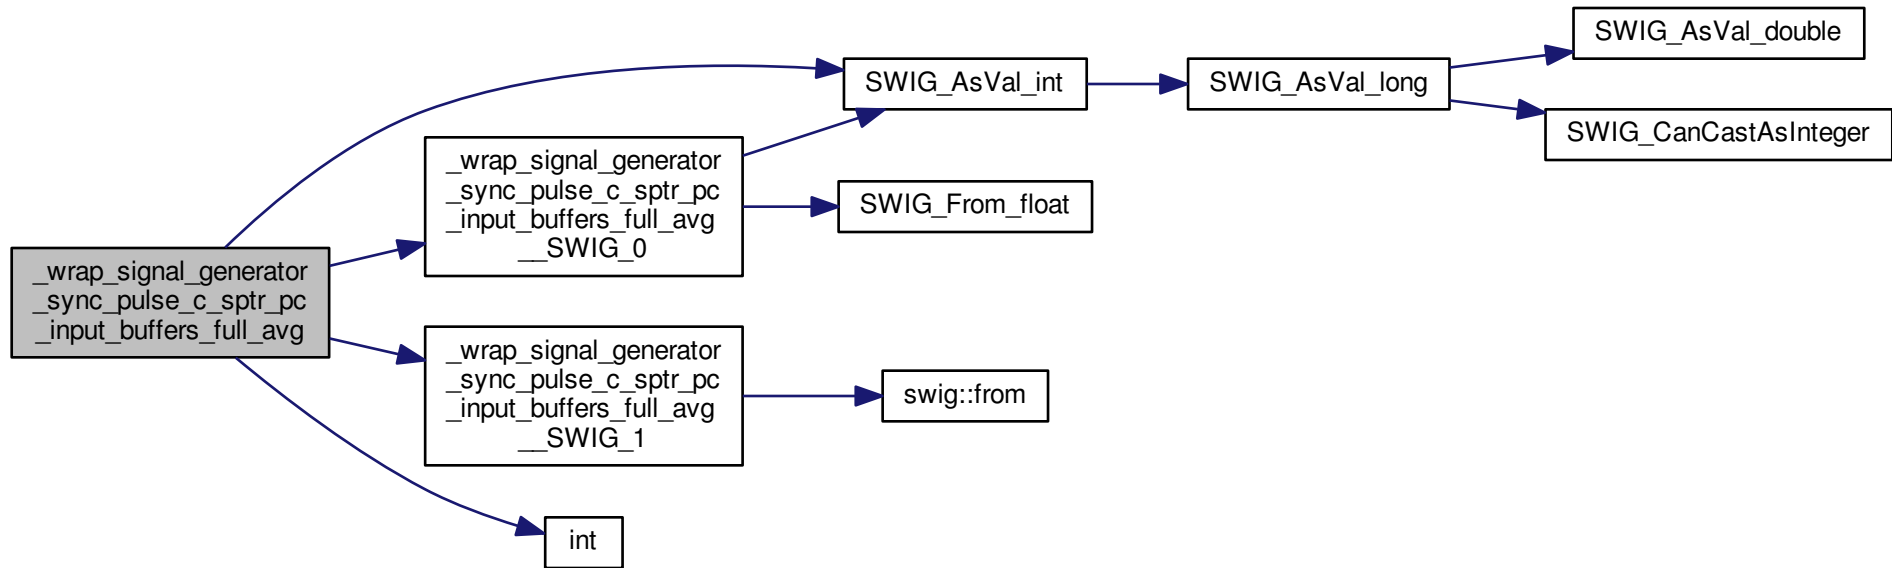 _wrap_signal_generator
_sync_pulse_c_sptr_pc
_input_buffers_full_avg
SWIG_AsVal_int
_wrap_signal_generator
_sync_pulse_c_sptr_pc
_input_buffers_full_avg
__SWIG_0
SWIG_AsVal_long
SWIG_AsVal_double
SWIG_CanCastAsInteger
SWIG_From_float
_wrap_signal_generator
_sync_pulse_c_sptr_pc
_input_buffers_full_avg
__SWIG_1
swig::from
int